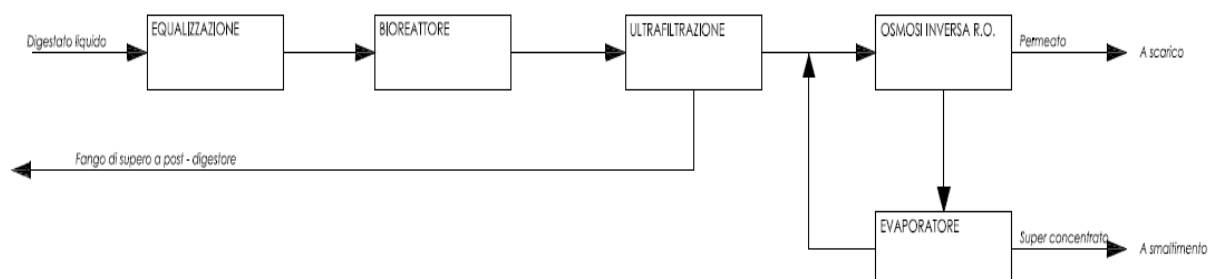 EQUALIZZAZIONE
BIOREATTORE
ULTRAFILTRAZIONE
OSMOSI INVERSA R.O.
Digestato liquido
Permeato
A scarico
Fango di supero a post - digestore
EVAPORATORE
Super concentrato
A smaltimento